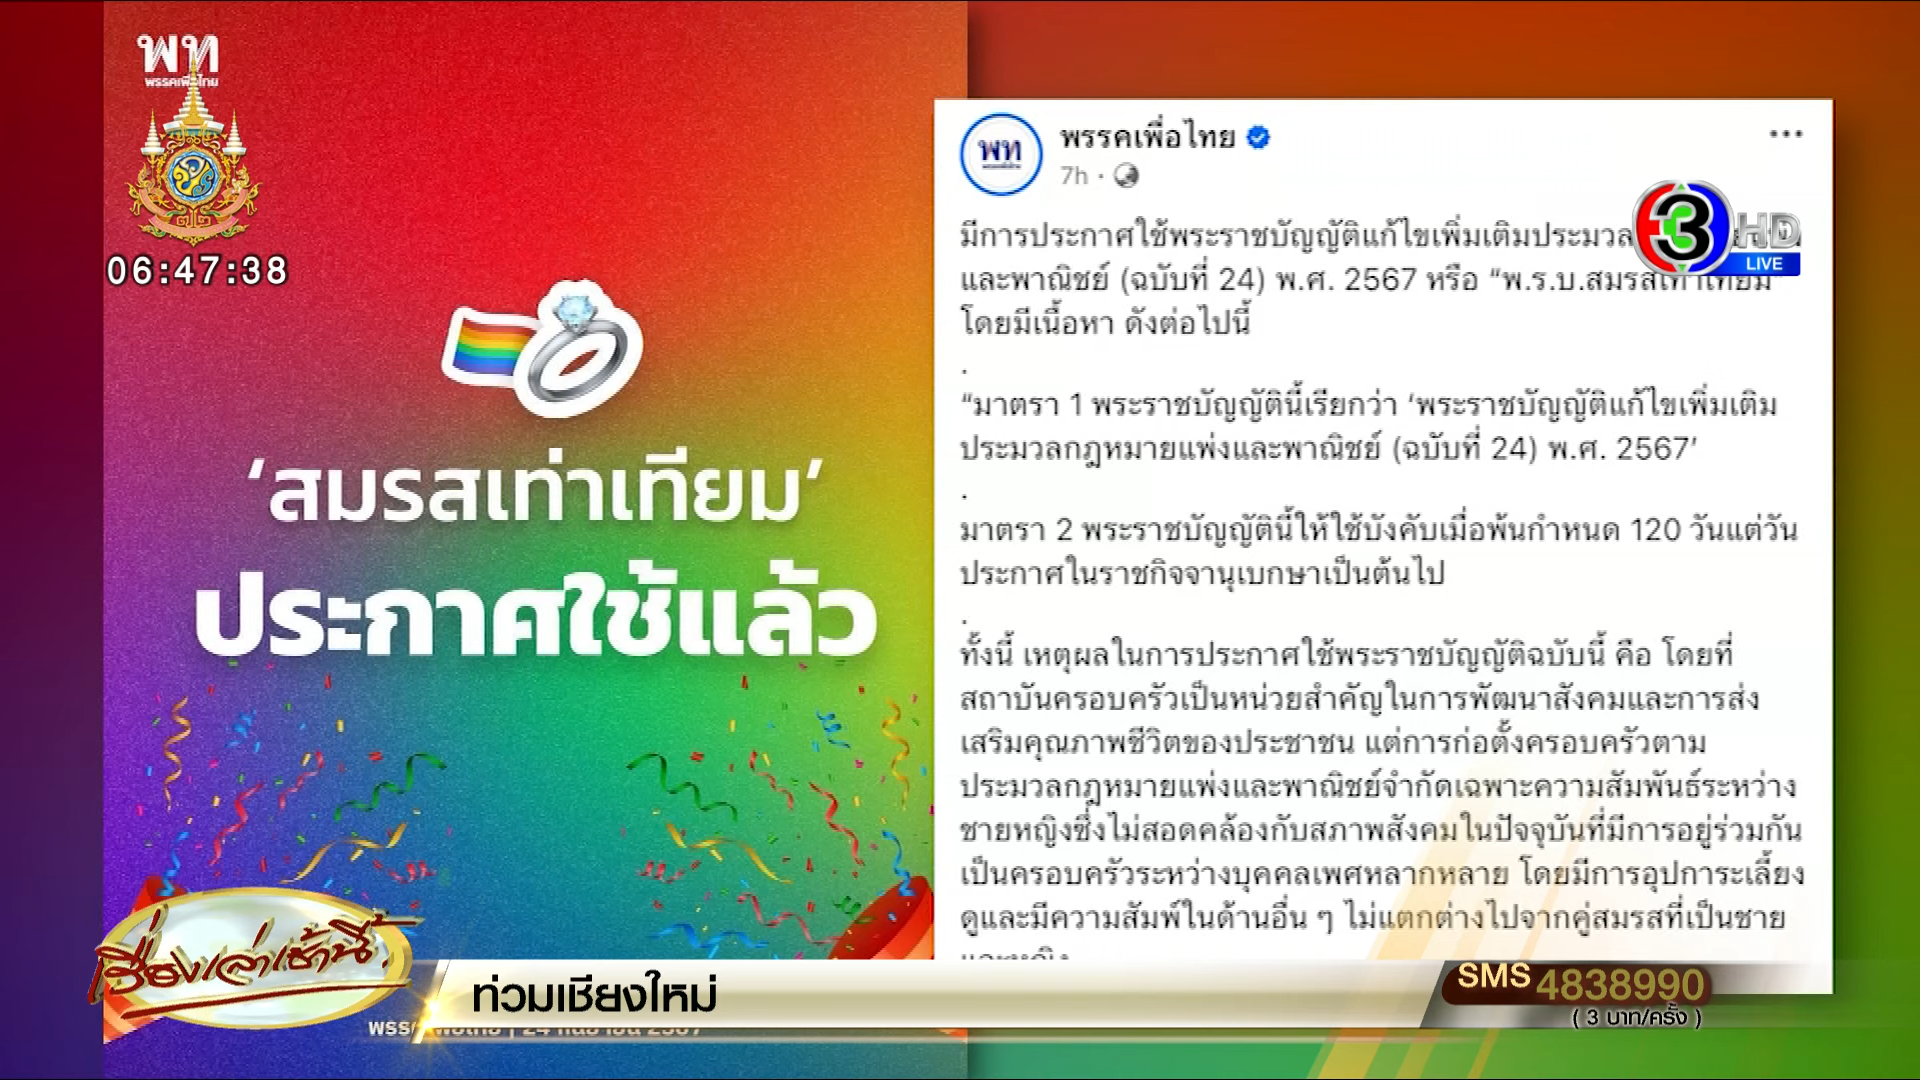 พท
พรรคเพื่อไทย
06:47:38
‘สมรสเท่าเทียม’
ประกาศใช้แล้ว
พท
พรรคเพื่อไทย
7h
3 HD
LIVE
มีการประกาศใช้พระราชบัญญัติแก้ไขเพิ่มเติมประมวล
และพาณิชย์ (ฉบับที่ 24) พ.ศ. 2567 หรือ “พ.ร.บ.สมรสเท่าเทียม”
โดยมีเนื้อหา ดังต่อไปนี้
.
“มาตรา 1 พระราชบัญญัตินี้เรียกว่า ‘พระราชบัญญัติแก้ไขเพิ่มเติม
ประมวลกฎหมายแพ่งและพาณิชย์ (ฉบับที่ 24) พ.ศ. 2567’
.
มาตรา 2 พระราชบัญญัตินี้ให้ใช้บังคับเมื่อพ้นกำหนด 120 วันแต่วัน
ประกาศในราชกิจจานุเบกษาเป็นต้นไป
.
ทั้งนี้ เหตุผลในการประกาศใช้พระราชบัญญัติฉบับนี้ คือ โดยที่
สถาบันครอบครัวเป็นหน่วยสำคัญในการพัฒนาสังคมและการส่ง
เสริมคุณภาพชีวิตของประชาชน แต่การก่อตั้งครอบครัวตาม
ประมวลกฎหมายแพ่งและพาณิชย์จำกัดเฉพาะความสัมพันธ์ระหว่าง
ชายหญิงซึ่งไม่สอดคล้องกับสภาพสังคมในปัจจุบันที่มีการอยู่ร่วมกัน
เป็นครอบครัวระหว่างบุคคลเพศหลากหลาย โดยมีการอุปการะเลี้ยง
ดูและมีความสัมพ์ในด้านอื่น ๆ ไม่แตกต่างไปจากคู่สมรสที่เป็นชาย
และหญิง
เรื่องเล่าเช้านี้
ท่วมเชียงใหม่
SMS 4838990
( 3 บาท/ครั้ง )